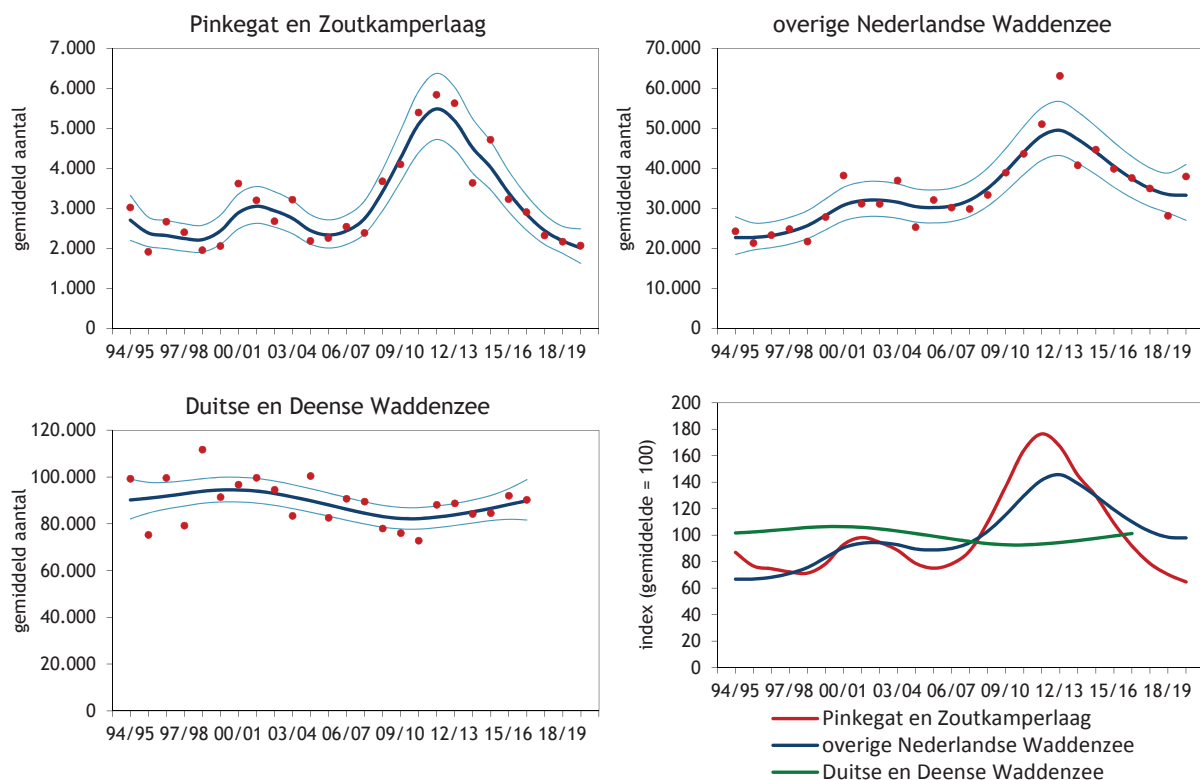 Pinkegat en Zoutkamperlaag
gemiddeld aantal
7.000
6.000
5.000
4.000
3.000
2.000
1.000
0
94/95 97/98 00/01 03/04 06/07 09/10 12/13 15/16 18/19
overige Nederlandse Waddenzee
gemiddeld aantal
70.000
60.000
50.000
40.000
30.000
20.000
10.000
0
94/95 97/98 00/01 03/04 06/07 09/10 12/13 15/16 18/19
Duitse en Deense Waddenzee
gemiddeld aantal
120.000
100.000
80.000
60.000
40.000
20.000
0
94/95 97/98 00/01 03/04 06/07 09/10 12/13 15/16 18/19
index (gemiddelde = 100)
200
180
160
140
120
100
80
60
40
20
0
94/95 97/98 00/01 03/04 06/07 09/10 12/13 15/16 18/19
Pinkegat en Zoutkamperlaag
overige Nederlandse Waddenzee
Duitse en Deense Waddenzee